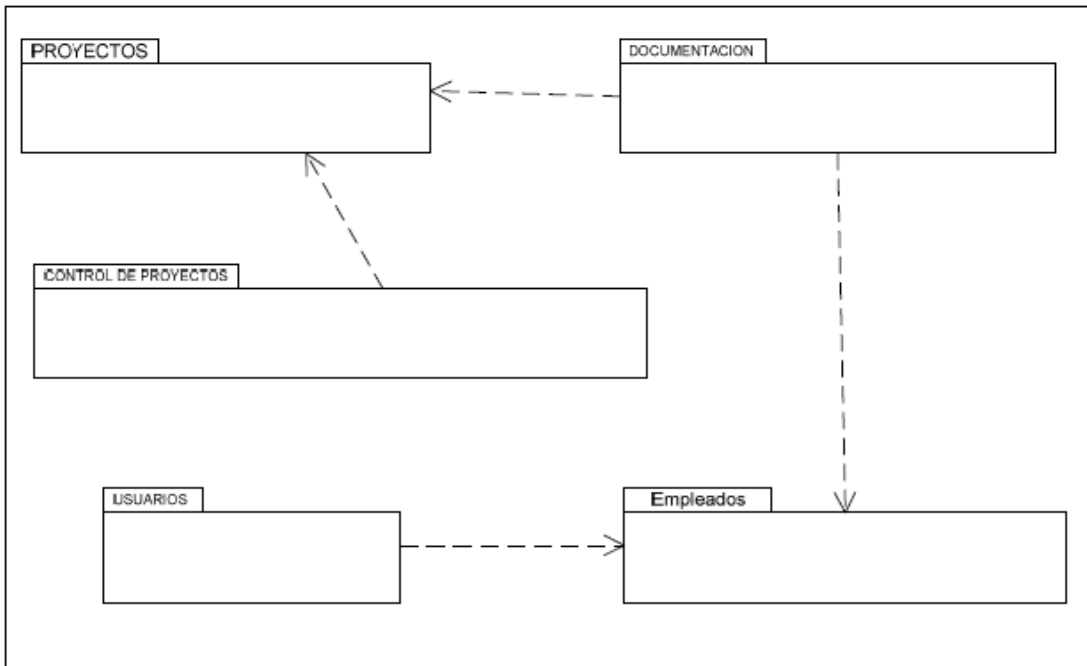 PROYECTOS
DOCUMENTACION
CONTROL DE PROYECTOS
USUARIOS
Empleados